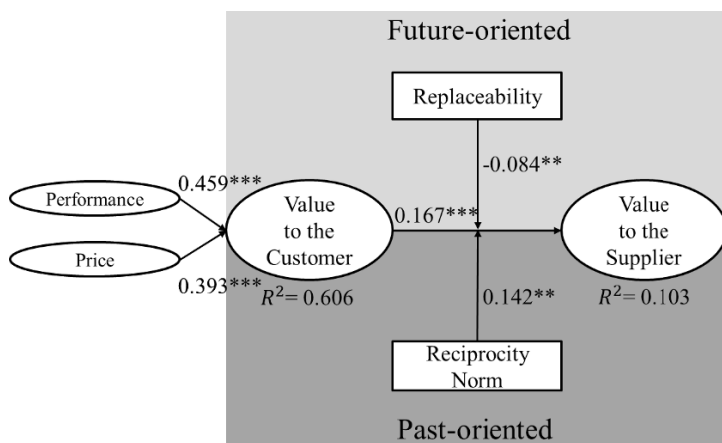 Future-oriented
Replaceability
-0.084**
0.459***
Performance
Value
to the
Customer
0.167***
Value
to the
Supplier
Price
0.393***
R²= 0.606
0.142**
R²= 0.103
Reciprocity
Norm
Past-oriented